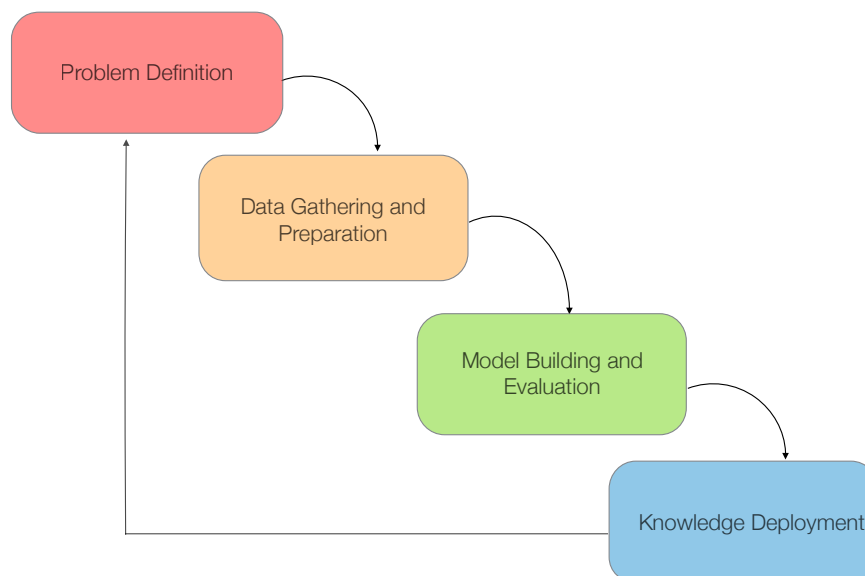 Problem Definition
Data Gathering and
Preparation
Model Building and
Evaluation
Knowledge Deployment